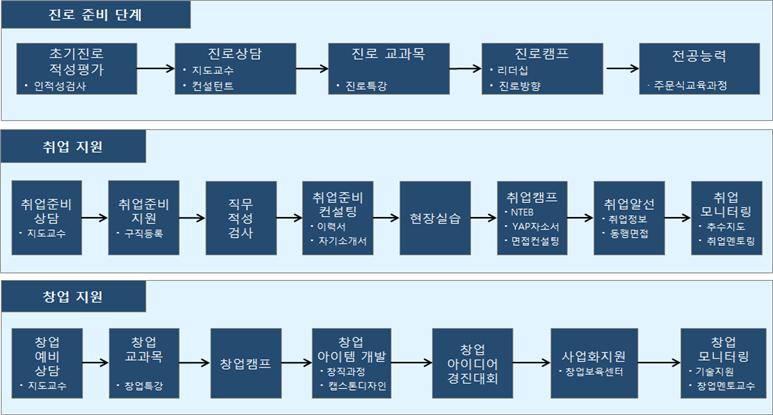 진로 준비 단계
초기진로
적성평가
· 인적성검사
진로상담
· 지도교수
· 컨설턴트
진로 교과목
· 진로특강
진로캠프
· 리더십
· 진로방향
전공능력
· 주문식교육과정
취업 지원
취업준비
상담
· 지도교수
취업준비
지원
· 구직등록
직무
적성
검사
취업준비
컨설팅
· 이력서
· 자기소개서
현장실습
취업캠프
· NTEB
· YAP자소서
· 면접컨설팅
취업알선
· 취업정보
· 동행면접
취업
모니터링
· 추수지도
· 취업멘토링
창업 지원
창업
예비
상담
· 지도교수
창업
교과목
· 창업특강
창업캠프
창업
아이템 개발
· 창직과정
· 캡스톤디자인
창업
아이디어
경진대회
사업화지원
· 창업보육센터
창업
모니터링
· 기술지원
· 창업멘토교수